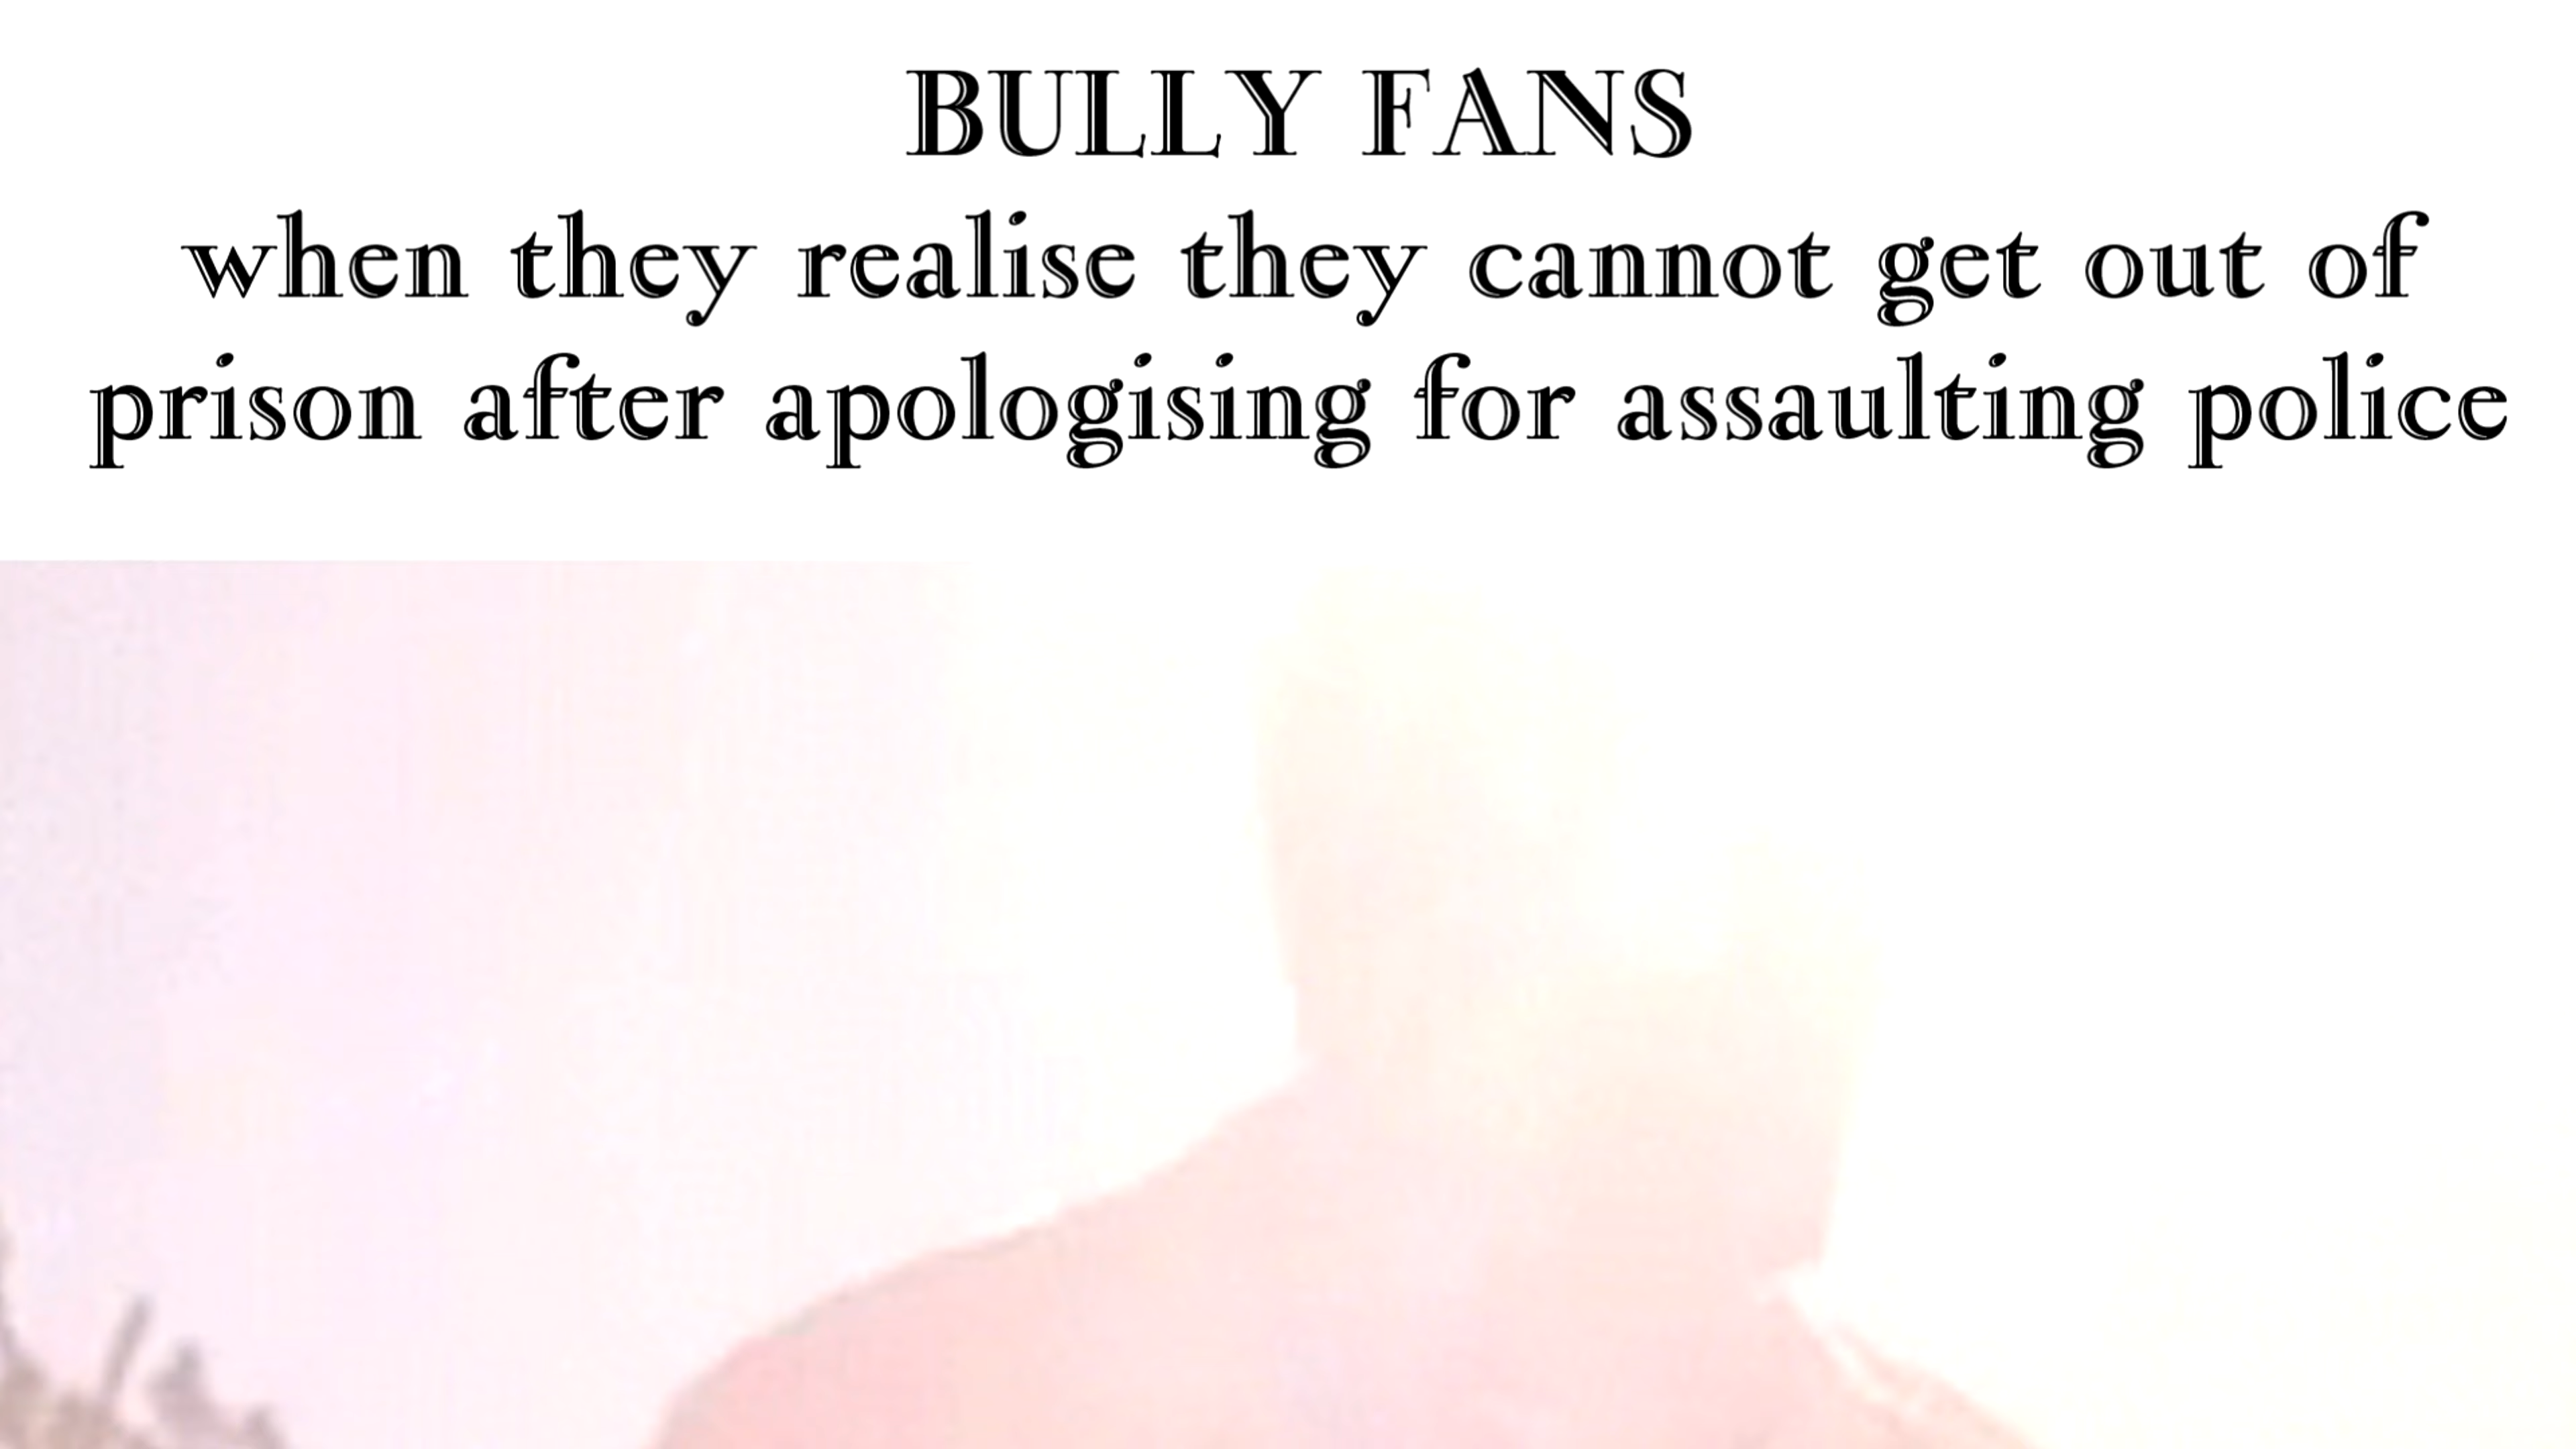 BULLY FANS
when they realise they cannot get out of
prison after apologising for assaulting police